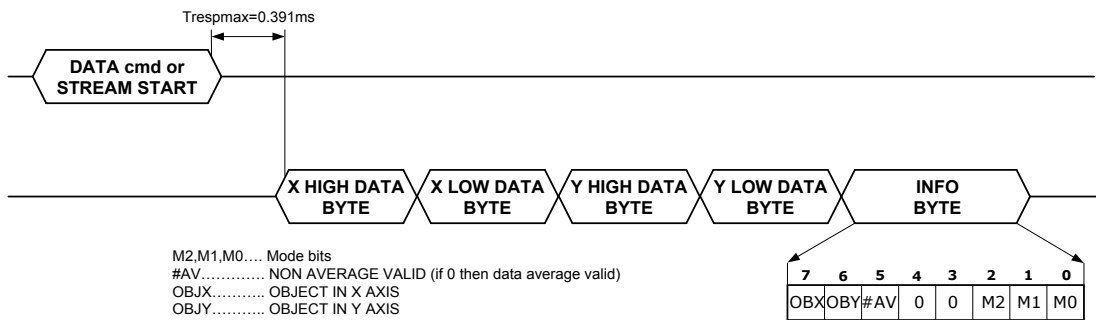 Trespmax=0.391ms
DATA cmd or
STREAM START
X HIGH DATA
BYTE
X LOW DATA
BYTE
Y HIGH DATA
BYTE
Y LOW DATA
BYTE
INFO
BYTE
M2,M1,M0.... Mode bits
#AV............. NON AVERAGE VALID (if 0 then data average valid)
OBJX........... OBJECT IN X AXIS
OBJY........... OBJECT IN Y AXIS
7 6 5 4 3 2 1 0
OBX OBY #AV 0 0 M2 M1 M0